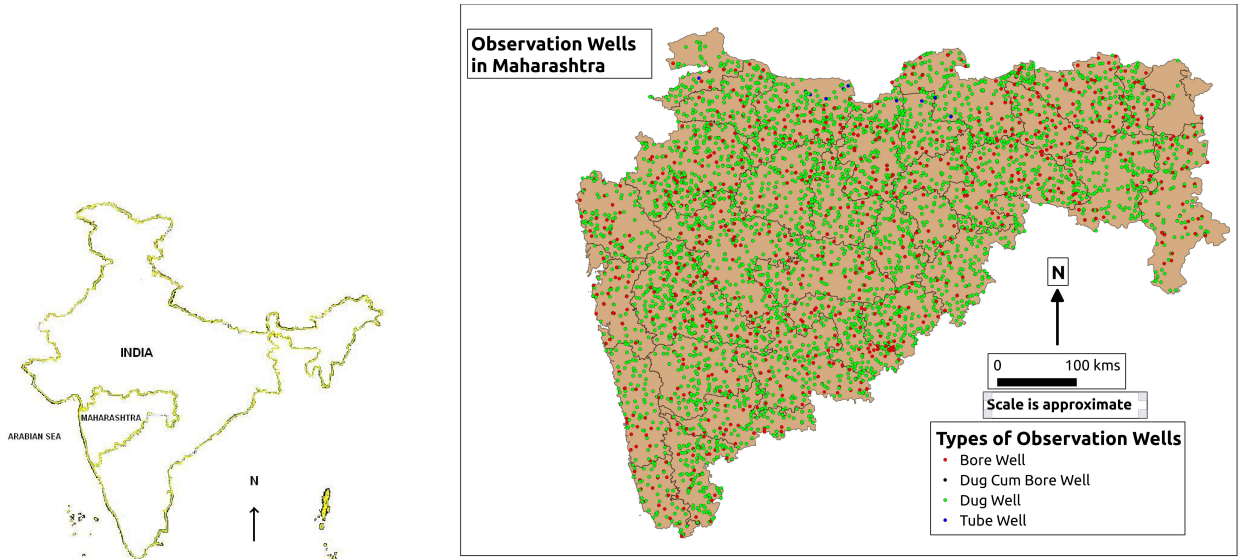 INDIA
MAHARASHTRA
ARABIAN SEA
N
Observation Wells
in Maharashtra
N
0 100 kms
Scale is approximate
Types of Observation Wells
Bore Well
Dug Cum Bore Well
Dug Well
Tube Well